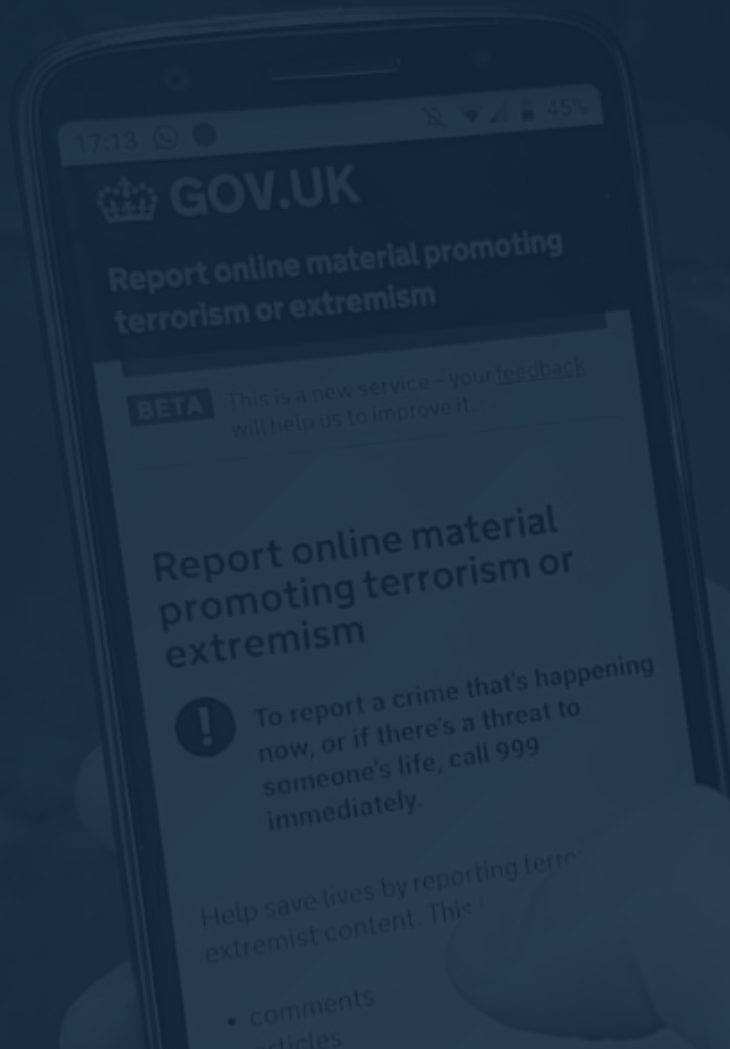 17:13 45%
GOV.UK
Report online material promoting
terrorism or extremism
BETA This is a new service – your feedback
will help us to improve it.
Report online material
promoting terrorism or
extremism
! To report a crime that's happening
now, or if there's a threat to
someone's life, call 999
immediately.
Help save lives by reporting
extremist content. This
• comments
articles